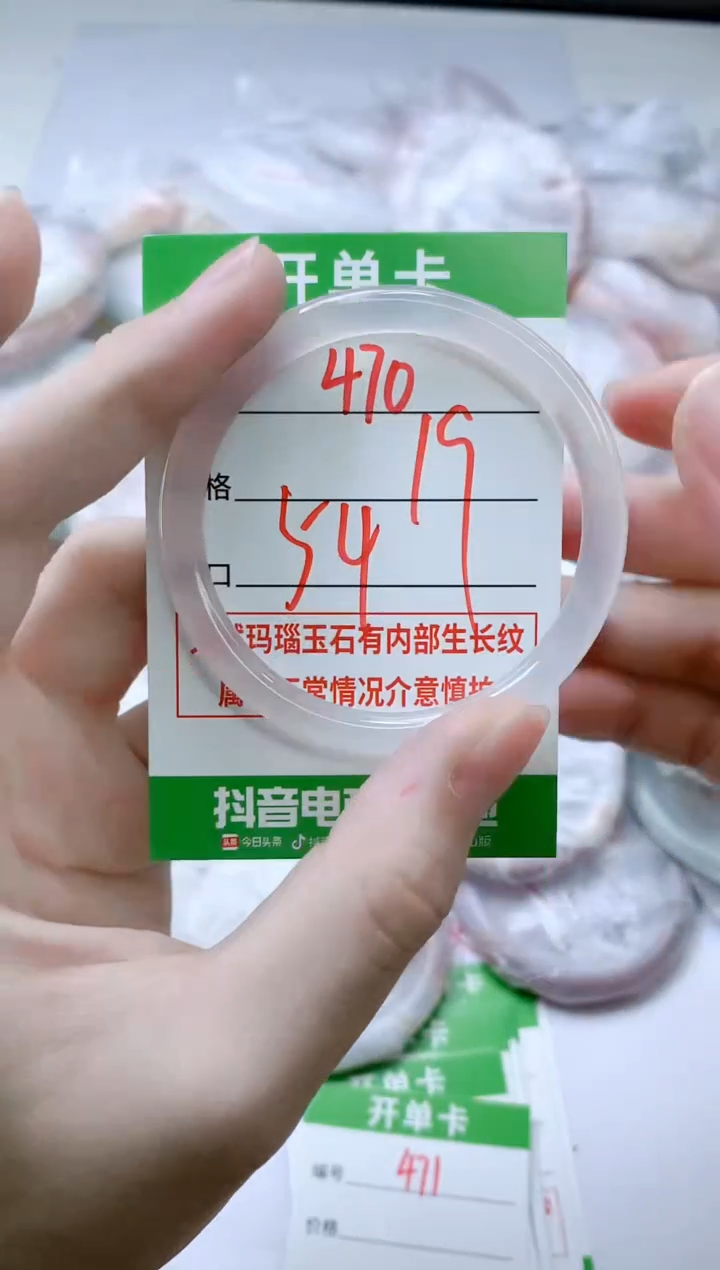 开单卡
470
格 19
口 54
玛瑙玉石有内部生长纹
属 常情况介意慎拍
抖音电
今日头条 抖
版
开单卡
开单卡
编号 471
价格